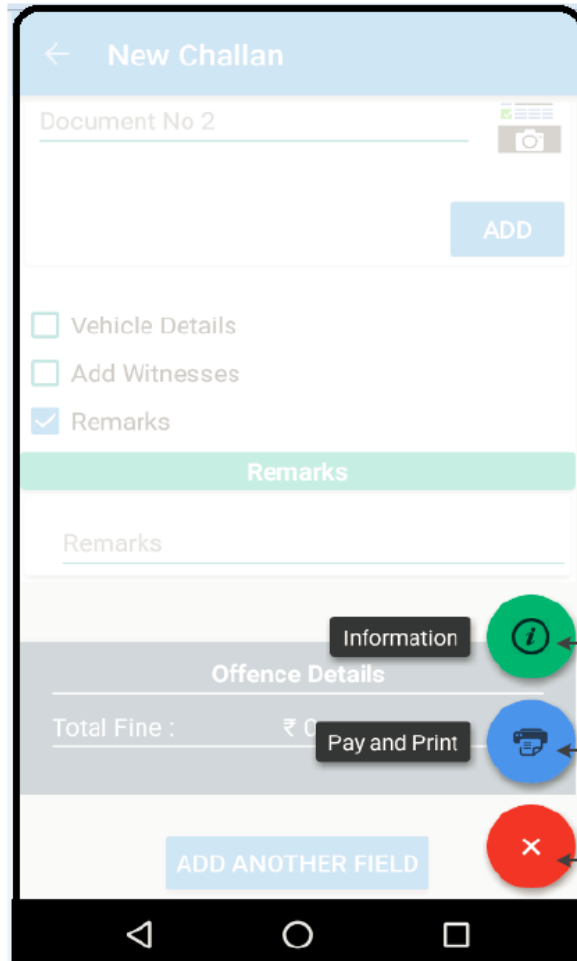 New Challan
Document No 2
ADD
Vehicle Details
Add Witnesses
Remarks
Remarks
Remarks
Information
Offence Details
Total Fine : ₹ 0
Pay and Print
ADD ANOTHER FIELD